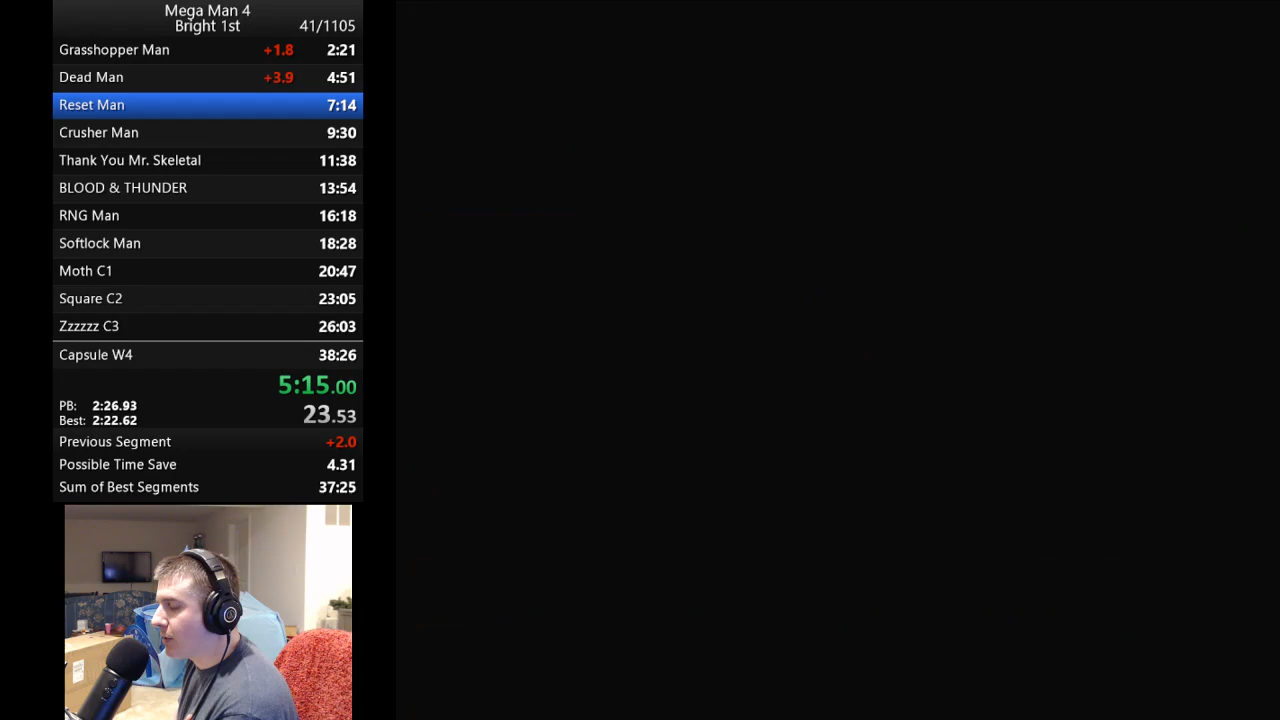 Mega Man 4
Bright 1st 41/1105
Grasshopper Man +1.8 2:21
Dead Man +3.9 4:51
Reset Man 7:14
Crusher Man 9:30
Thank You Mr. Skeletal 11:38
BLOOD & THUNDER 13:54
RNG Man 16:18
Softlock Man 18:28
Moth C1 20:47
Square C2 23:05
Zzzzzz C3 26:03
Capsule W4 38:26
5:15.00
PB: 2:26.93
Best: 2:22.62
23.53
Previous Segment +2.0
Possible Time Save 4.31
Sum of Best Segments 37:25